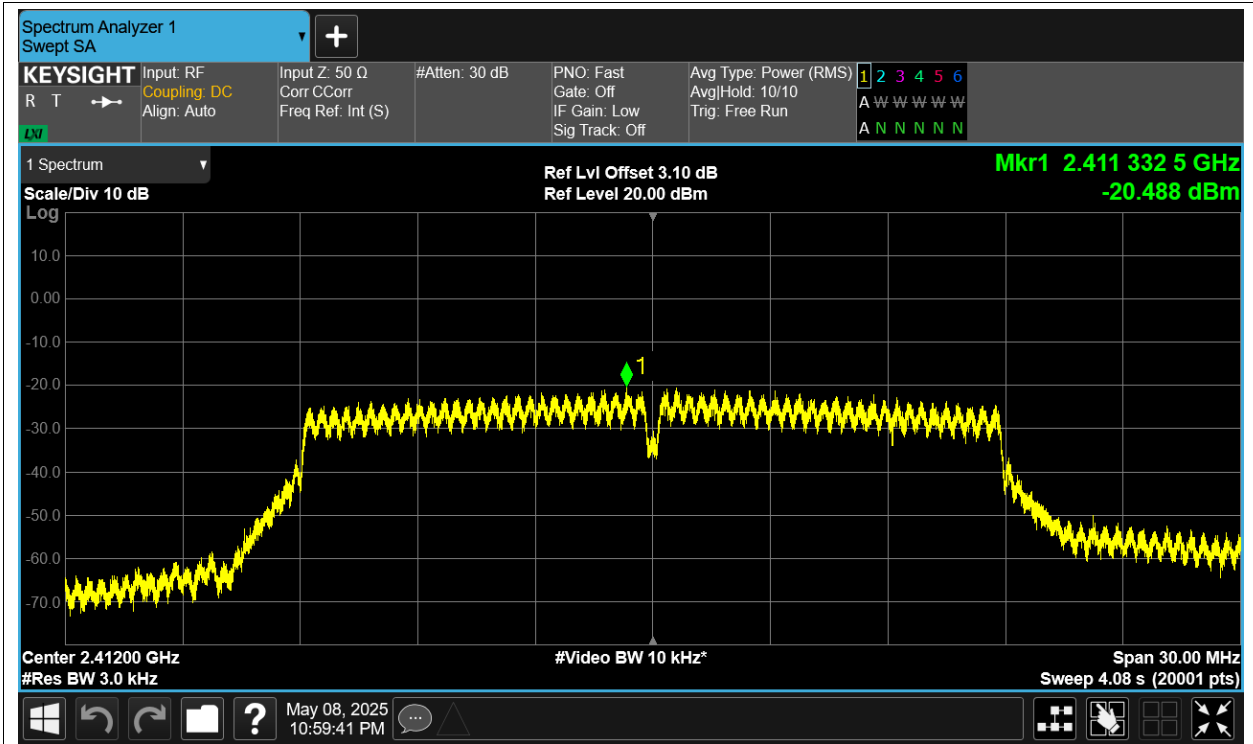 Spectrum Analyzer 1
Swept SA
KEYSIGHT
R T
LXI
Input: RF
Coupling: DC
Align: Auto
Input Z: 50 Ω
Corr CCorr
Freq Ref: Int (S)
#Atten: 30 dB
PNO: Fast
Gate: Off
IF Gain: Low
Sig Track: Off
Avg Type: Power (RMS)
Avg|Hold: 10/10
Trig: Free Run
1 2 3 4 5 6
A W W W W W
A N N N N N
1 Spectrum
Scale/Div 10 dB
Log
Ref Lvl Offset 3.10 dB
Ref Level 20.00 dBm
Mkr1 2.411 332 5 GHz
-20.488 dBm
10.0
0.00
-10.0
-20.0
-30.0
-40.0
-50.0
-60.0
-70.0
1
Center 2.41200 GHz
#Res BW 3.0 kHz
#Video BW 10 kHz*
Span 30.00 MHz
Sweep 4.08 s (20001 pts)
?
May 08, 2025
10:59:41 PM